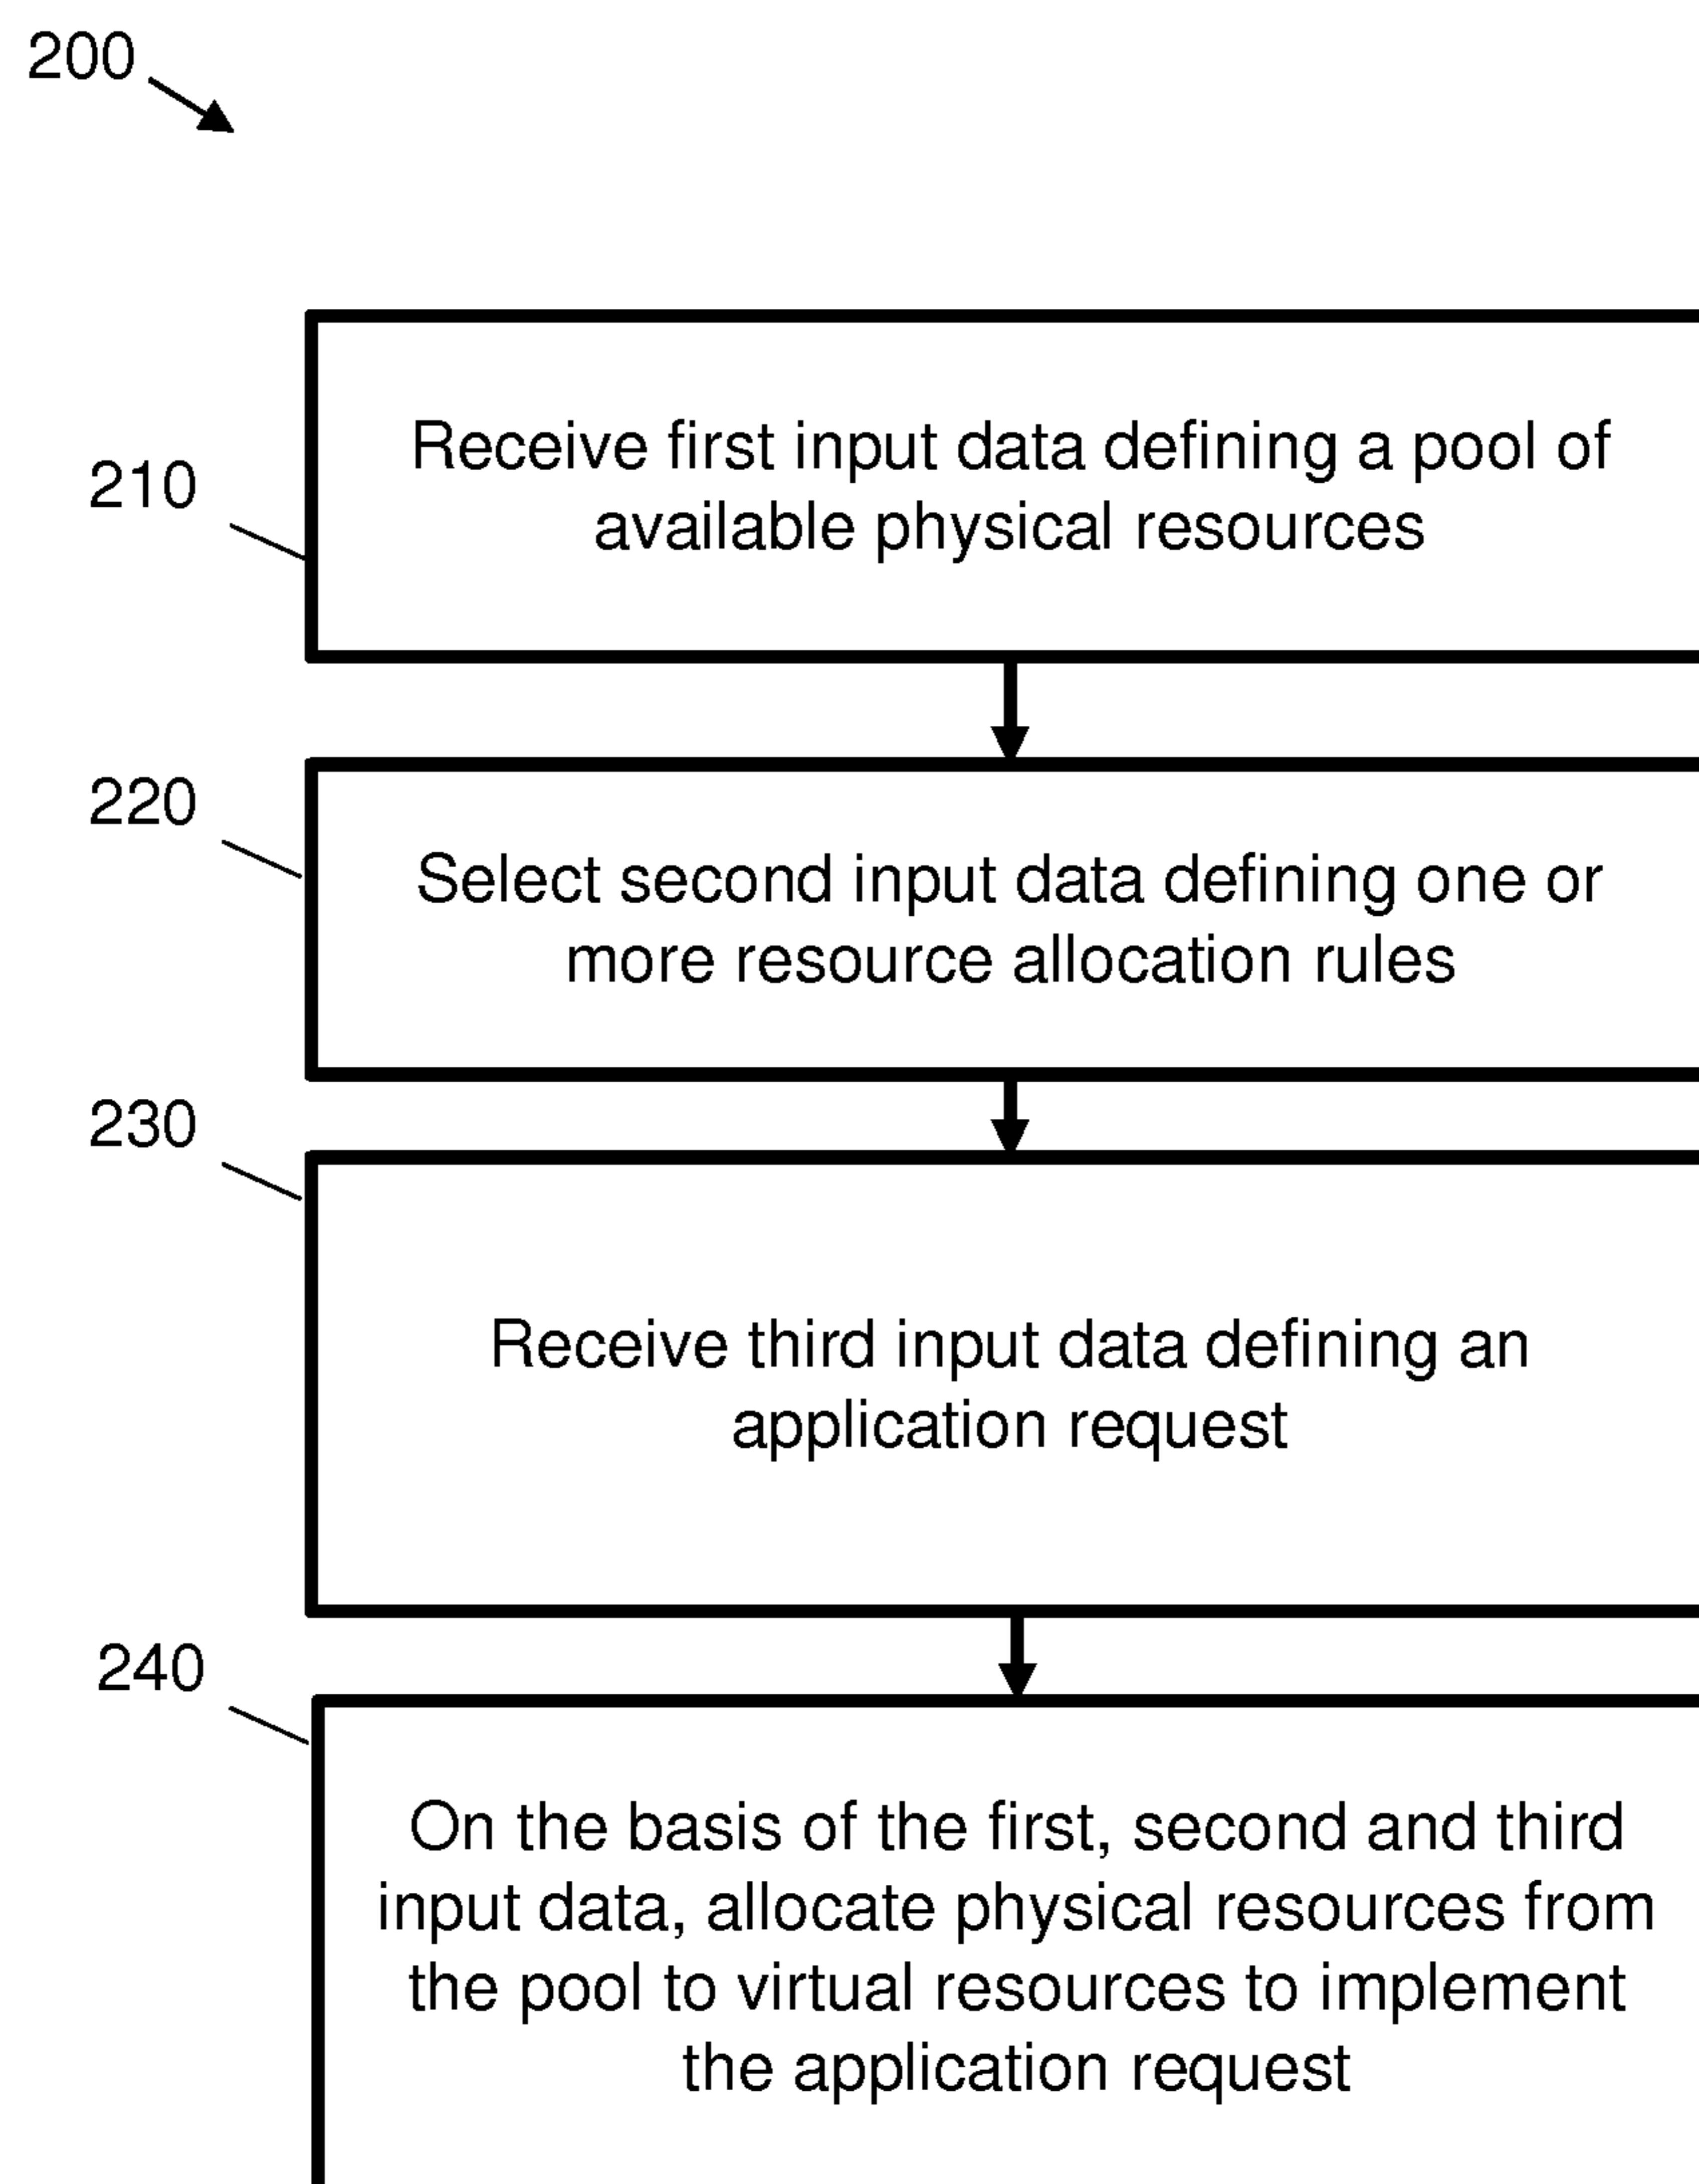 200
210
Receive first input data defining a pool of
available physical resources
220
Select second input data defining one or
more resource allocation rules
230
Receive third input data defining an
application request
240
On the basis of the first, second and third
input data, allocate physical resources from
the pool to virtual resources to implement
the application request